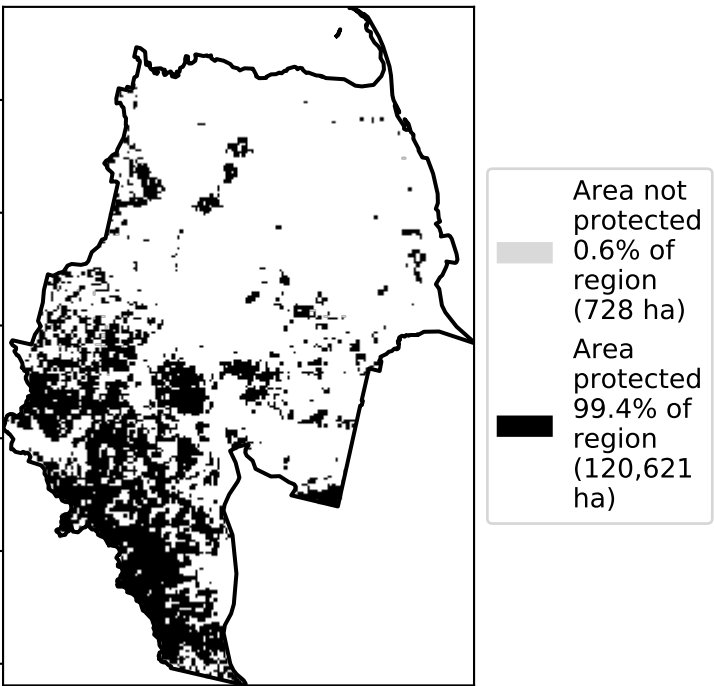 Area not
protected
0.6% of
region
(728 ha)
Area
protected
99.4% of
region
(120,621
ha)